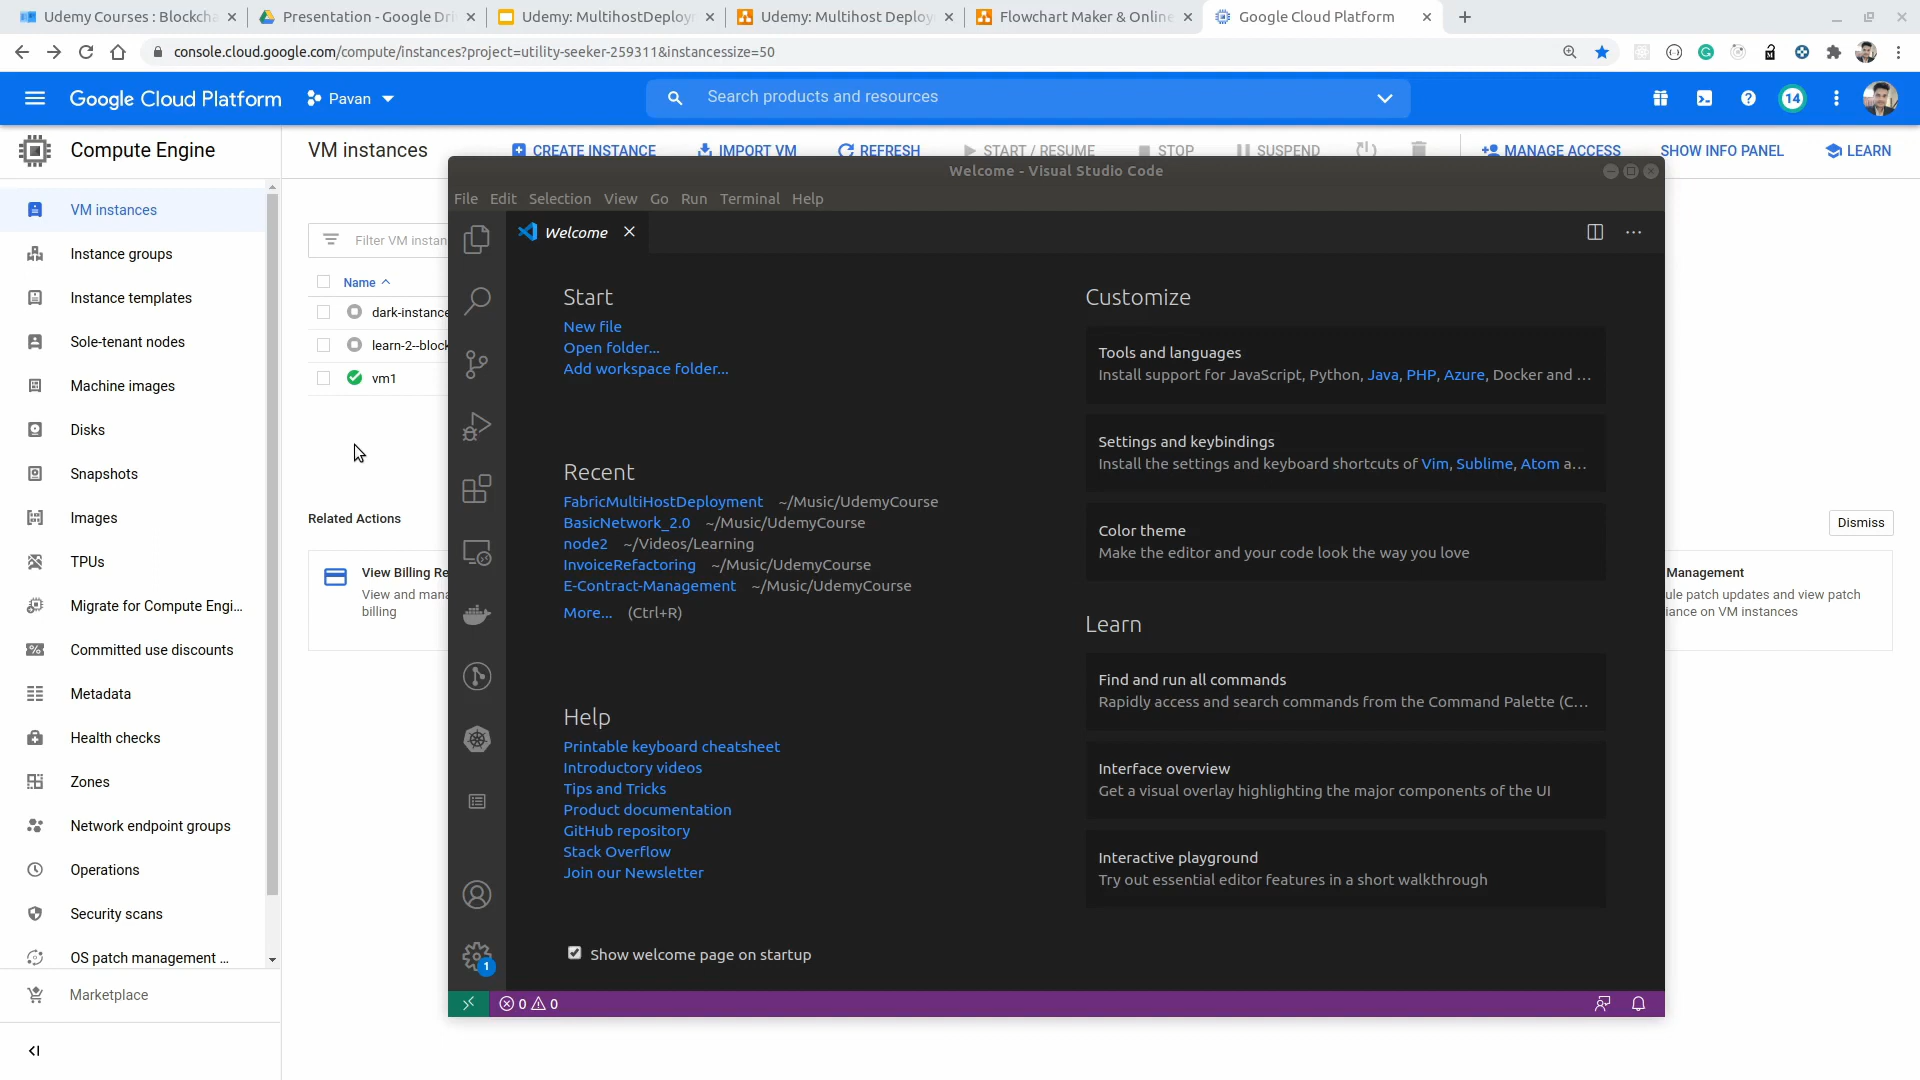 Udemy Courses : Blockcha
Presentation - Google Dri
Udemy: MultihostDeploy
Udemy: Multihost Deploy
Flowchart Maker & Online
Google Cloud Platform
console.cloud.google.com/compute/instances?project=utility-seeker-259311&instancessize=50
Google Cloud Platform
Pavan
Search products and resources
14
Compute Engine
VM instances
CREATE INSTANCE
IMPORT VM
REFRESH
START / RESUME
STOP
SUSPEND
MANAGE ACCESS
SHOW INFO PANEL
LEARN
VM instances
Instance groups
Instance templates
Sole-tenant nodes
Machine images
Disks
Snapshots
Images
TPUs
Migrate for Compute Engi...
Committed use discounts
Metadata
Health checks
Zones
Network endpoint groups
Operations
Security scans
OS patch management ...
Marketplace
Filter VM instan
Name
dark-instance
learn-2--block
vm1
Related Actions
Dismiss
View Billing Re
View and mana
billing
Management
ule patch updates and view patch
iance on VM instances
Welcome - Visual Studio Code
File Edit Selection View Go Run Terminal Help
Welcome
Start
New file
Open folder...
Add workspace folder...
Recent
FabricMultiHostDeployment ~/Music/UdemyCourse
BasicNetwork_2.0 ~/Music/UdemyCourse
node2 ~/Videos/Learning
InvoiceRefactoring ~/Music/UdemyCourse
E-Contract-Management ~/Music/UdemyCourse
More... (Ctrl+R)
Help
Printable keyboard cheatsheet
Introductory videos
Tips and Tricks
Product documentation
GitHub repository
Stack Overflow
Join our Newsletter
Show welcome page on startup
Customize
Tools and languages
Install support for JavaScript, Python, Java, PHP, Azure, Docker and ...
Settings and keybindings
Install the settings and keyboard shortcuts of Vim, Sublime, Atom a...
Color theme
Make the editor and your code look the way you love
Learn
Find and run all commands
Rapidly access and search commands from the Command Palette (C...
Interface overview
Get a visual overlay highlighting the major components of the UI
Interactive playground
Try out essential editor features in a short walkthrough
1
0 0